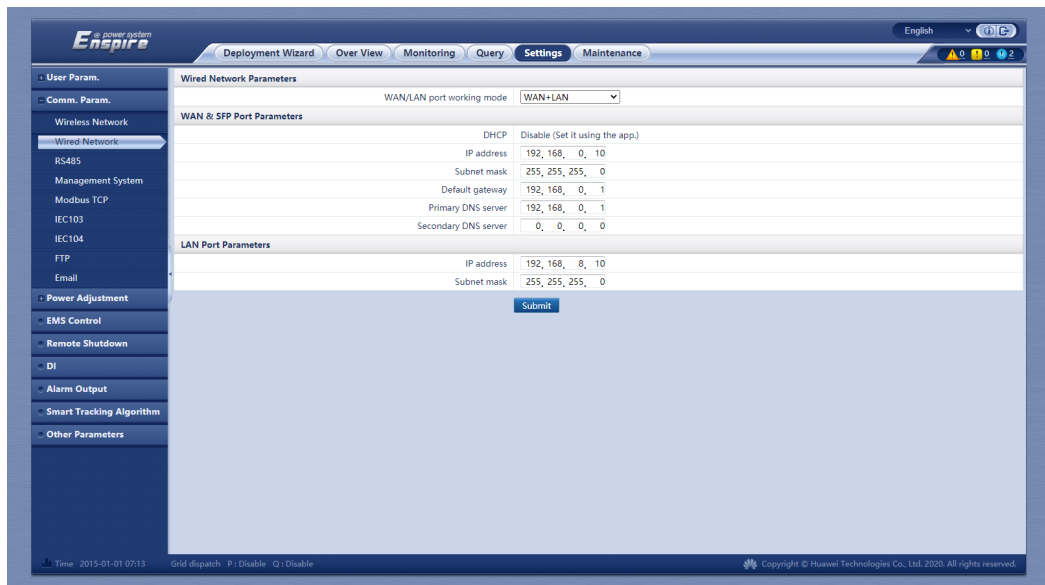 Enspire e power system
English
Deployment Wizard Over View Monitoring Query Settings Maintenance
0 0 2
User Param.
Comm. Param.
Wireless Network
Wired Network
RS485
Management System
Modbus TCP
IEC103
IEC104
FTP
Email
Power Adjustment
EMS Control
Remote Shutdown
DI
Alarm Output
Smart Tracking Algorithm
Other Parameters
Wired Network Parameters
WAN/LAN port working mode WAN+LAN
WAN & SFP Port Parameters
DHCP Disable (Set it using the app.)
IP address 192. 168. 0. 10
Subnet mask 255. 255. 255. 0
Default gateway 192. 168. 0. 1
Primary DNS server 192. 168. 0. 1
Secondary DNS server 0. 0. 0. 0
LAN Port Parameters
IP address 192. 168. 8. 10
Subnet mask 255. 255. 255. 0
Submit
Time 2015-01-01 07:13 Grid dispatch P : Disable Q : Disable Copyright © Huawei Technologies Co., Ltd. 2020. All rights reserved.